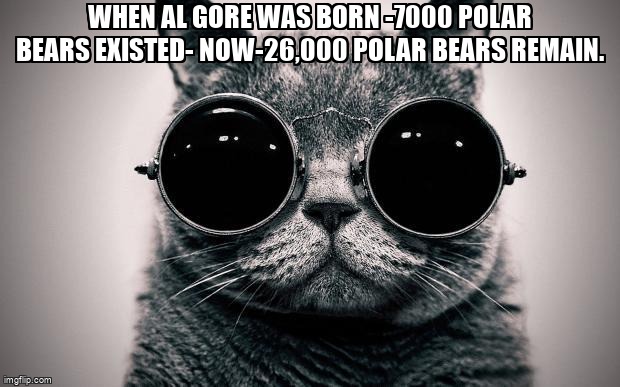 WHEN AL GORE WAS BORN -7000 POLAR
BEARS EXISTED- NOW-26,000 POLAR BEARS REMAIN.
imgflip.com